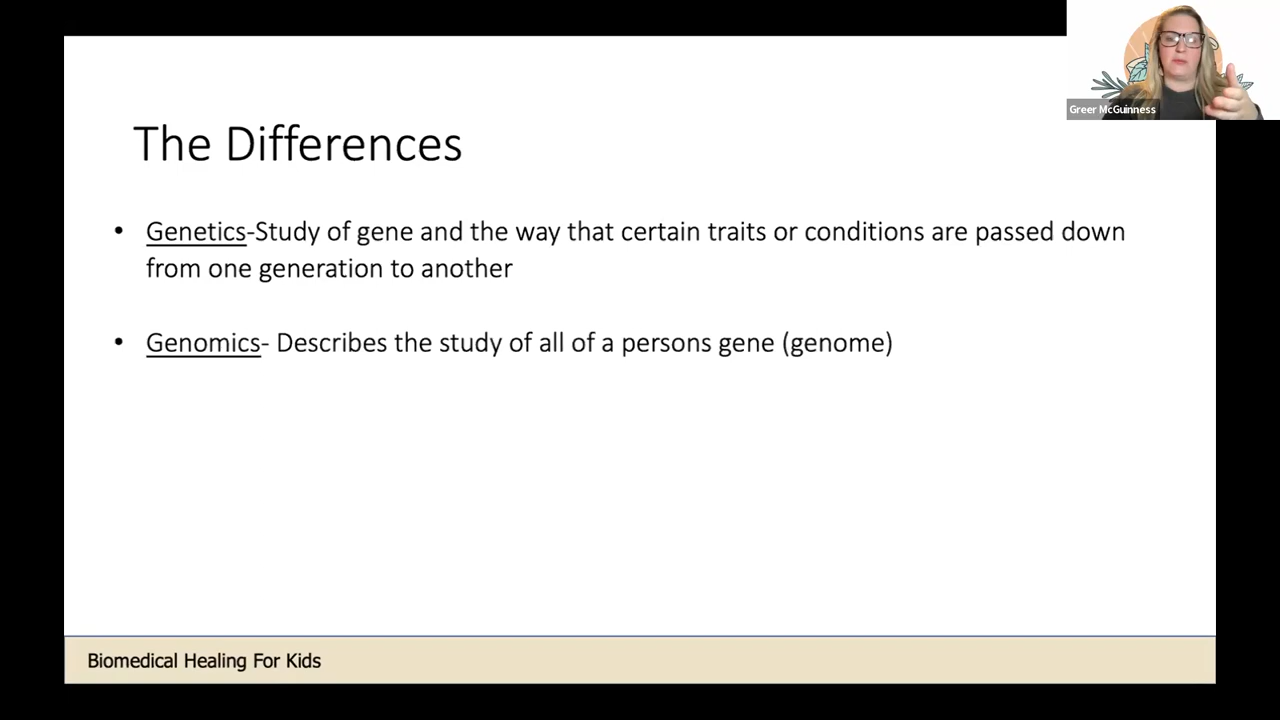 Greer McGuinness
The Differences
• Genetics-Study of gene and the way that certain traits or conditions are passed down
from one generation to another
• Genomics- Describes the study of all of a persons gene (genome)
Biomedical Healing For Kids